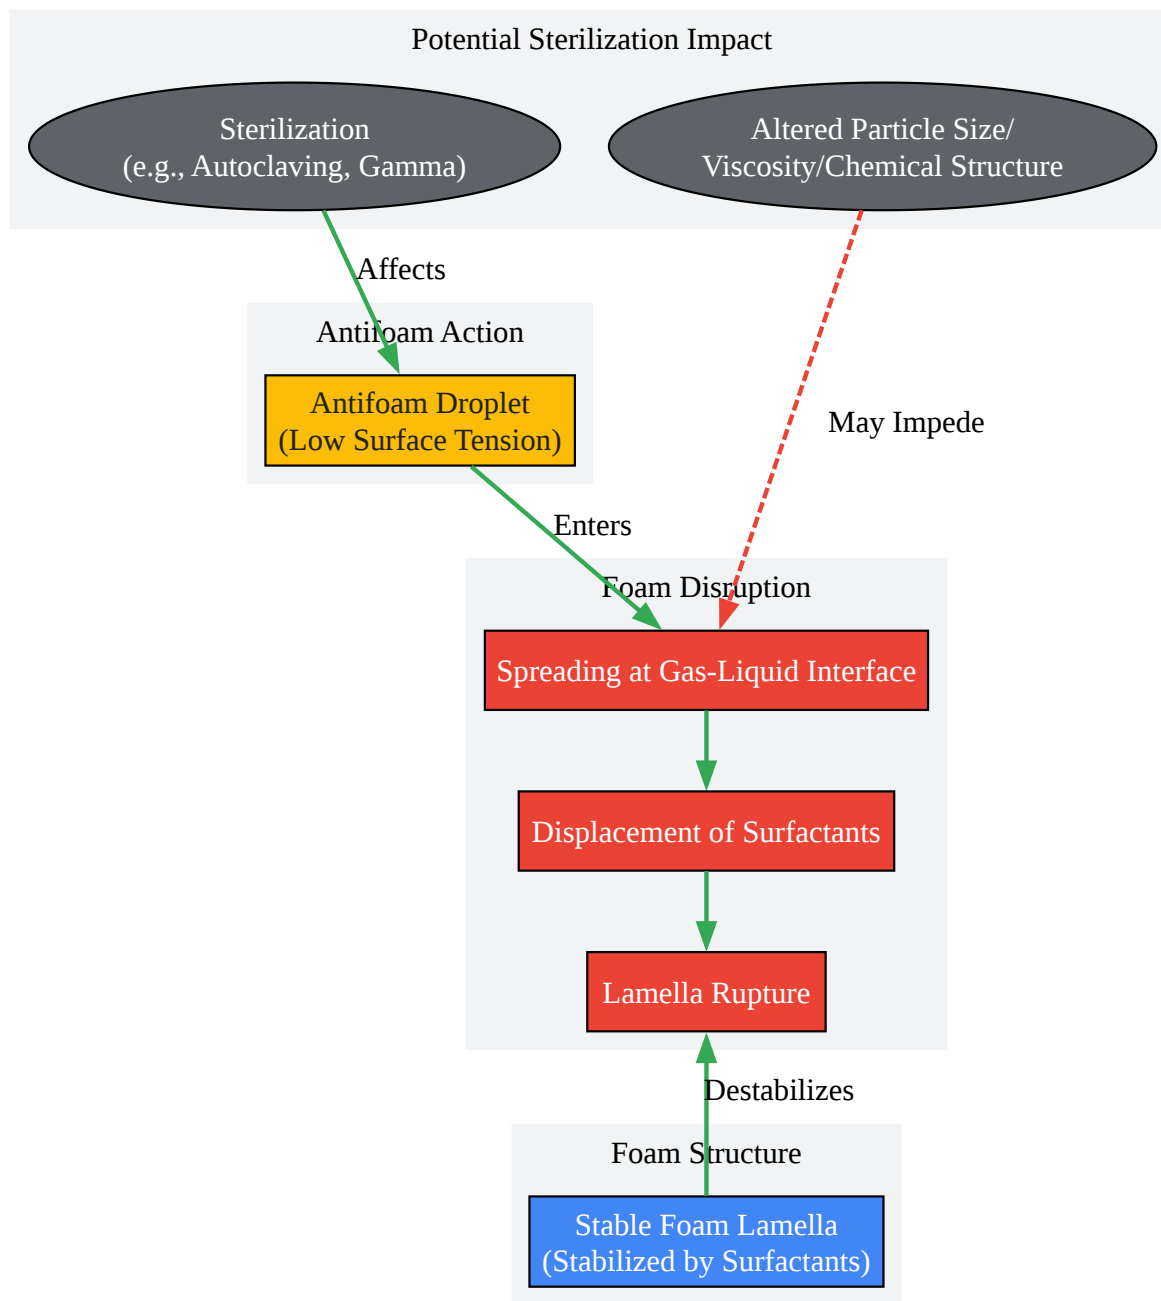 Potential Sterilization Impact
Sterilization
(e.g., Autoclaving, Gamma)
Altered Particle Size/
Viscosity/Chemical Structure
Affects
Antifoam Action
Antifoam Droplet
(Low Surface Tension)
May Impede
Enters
Foam Disruption
Spreading at Gas-Liquid Interface
Displacement of Surfactants
Lamella Rupture
Destabilizes
Foam Structure
Stable Foam Lamella
(Stabilized by Surfactants)